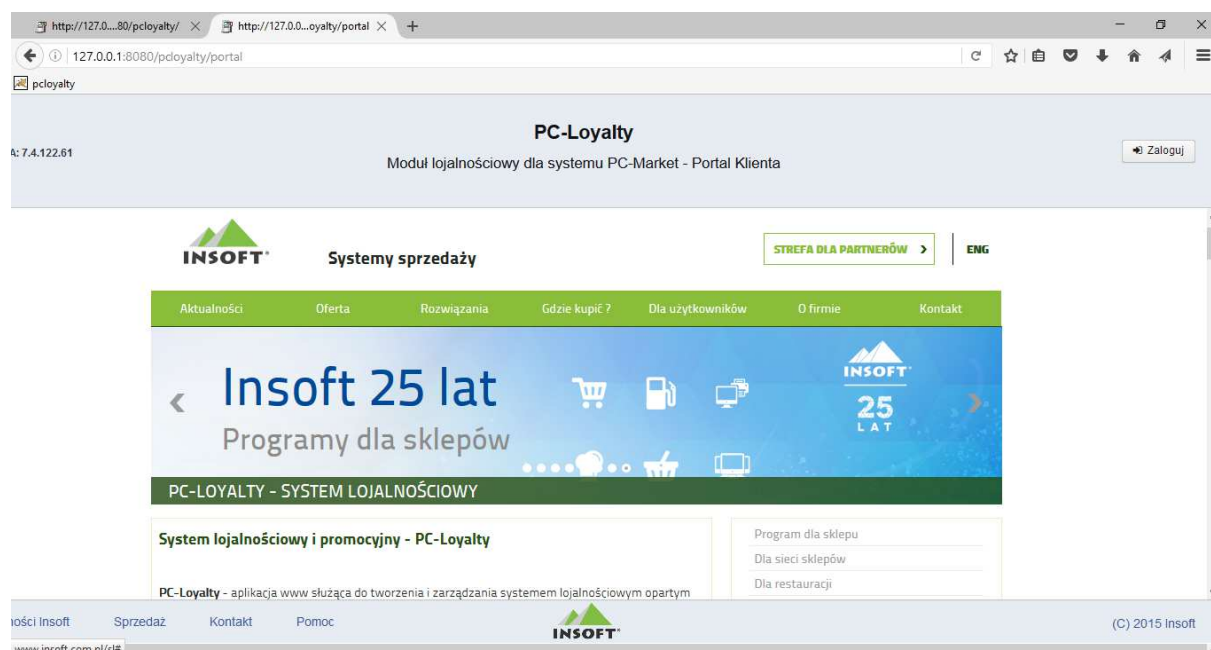 http://127.0....80/pcloyalty/
http://127.0.0...oyalty/portal
127.0.0.1:8080/pcloyalty/portal
pcloyalty
PC-Loyalty
A: 7.4.122.61
Moduł lojalnościowy dla systemu PC-Market - Portal Klienta
Zaloguj
INSOFT
Systemy sprzedaży
STREFA DLA PARTNERÓW
ENG
Aktualności
Oferta
Rozwiązania
Gdzie kupić ?
Dla użytkowników
O firmie
Kontakt
Insoft 25 lat
Programy dla sklepów
INSOFT
25
LAT
PC-LOYALTY - SYSTEM LOJALNOŚCIOWY
System lojalnościowy i promocyjny - PC-Loyalty
PC-Loyalty - aplikacja www służąca do tworzenia i zarządzania systemem lojalnościowym opartym
Program dla sklepu
Dla sieci sklepów
Dla restauracji
ności Insoft
Sprzedaż
Kontakt
Pomoc
INSOFT
(C) 2015 Insoft
www.insoft.com.pl/sl#